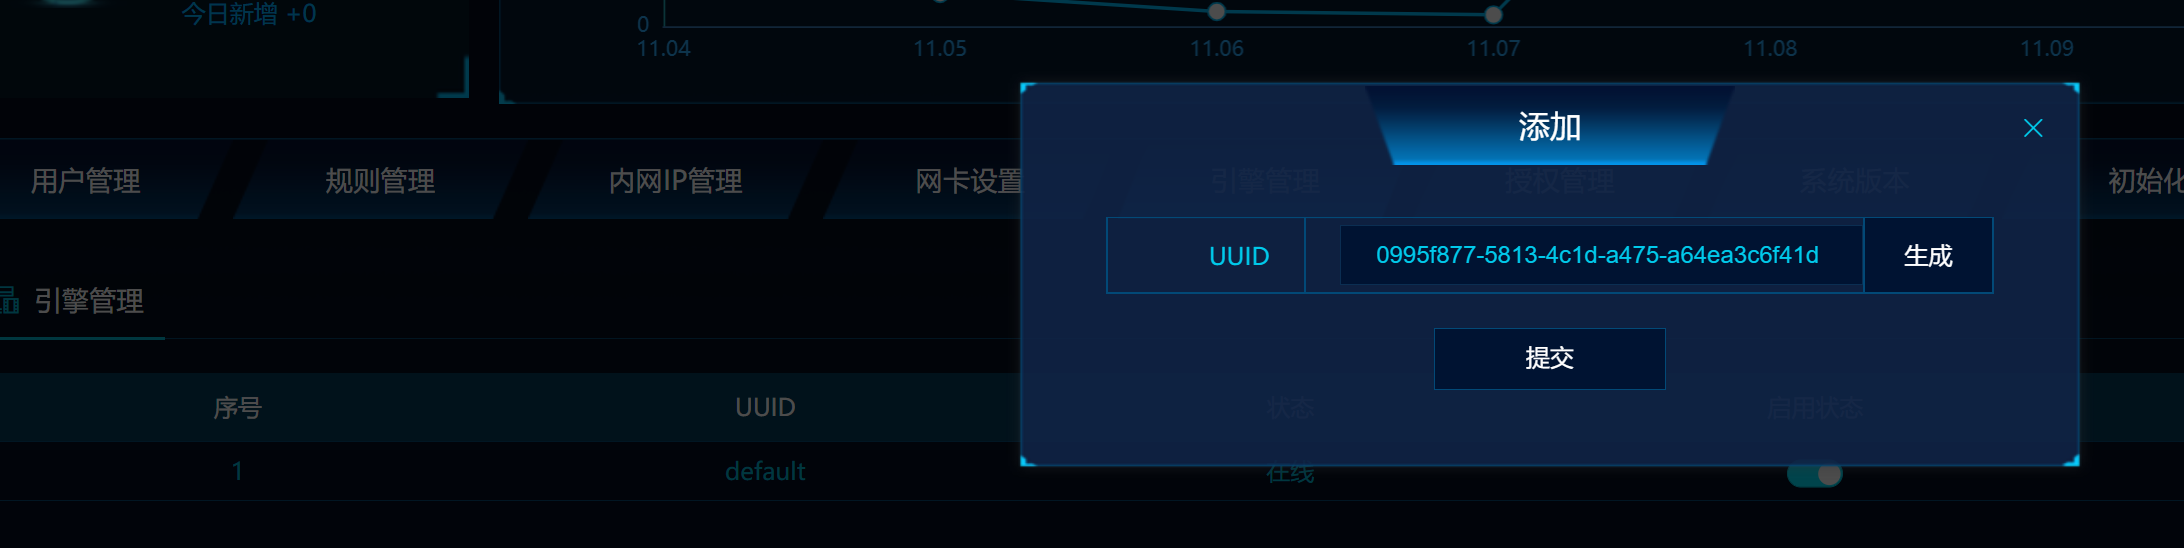 今日新增 +0
0
11.04 11.05 11.06 11.07 11.08 11.09
添加
用户管理 规则管理 内网IP管理 网卡设置 引擎管理 授权管理 系统版本 初始化
UUID 0995f877-5813-4c1d-a475-a64ea3c6f41d 生成
引擎管理
提交
序号 UUID 状态 启用状态
1 default 在线